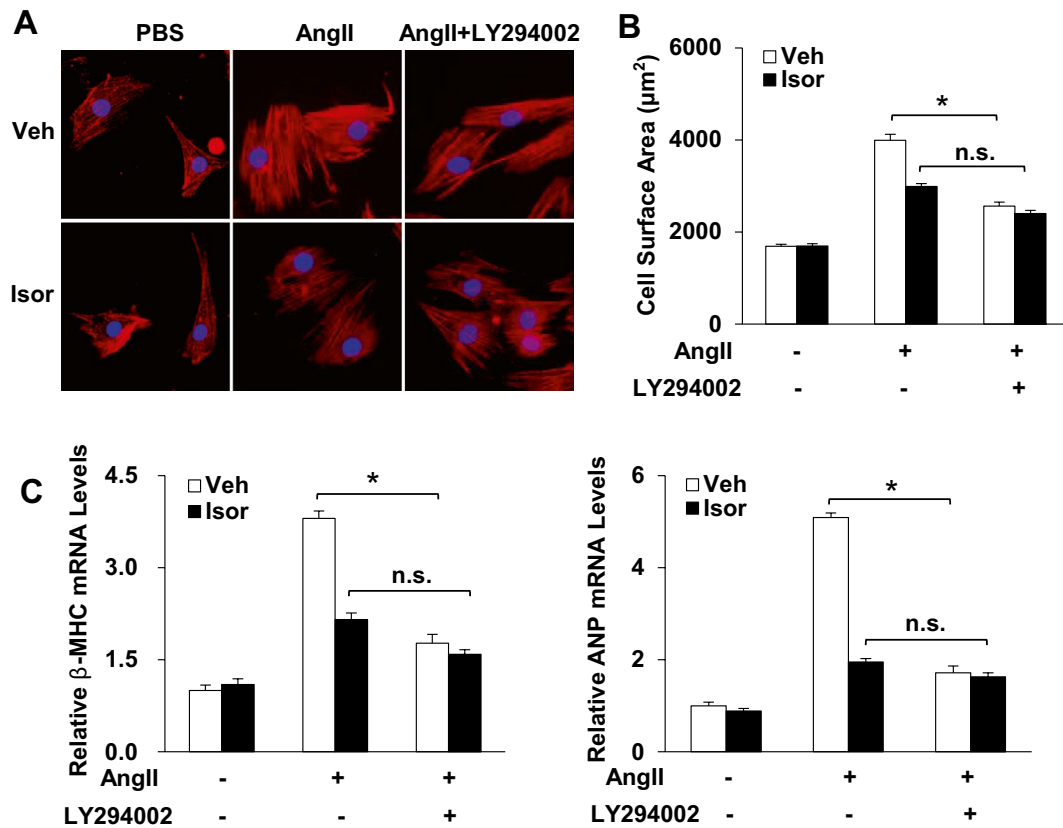 A
PBS AngII AngII+LY294002
Veh
Isor
B
Cell Surface Area (µm²)
6000
4000
2000
0
Veh
Isor
*
n.s.
AngII - + +
LY294002 - - +
C
Relative β-MHC mRNA Levels
4.5
3.0
1.5
0.0
Veh
Isor
*
n.s.
AngII - + +
LY294002 - - +
Relative ANP mRNA Levels
6
4
2
0
Veh
Isor
*
n.s.
AngII - + +
LY294002 - - +